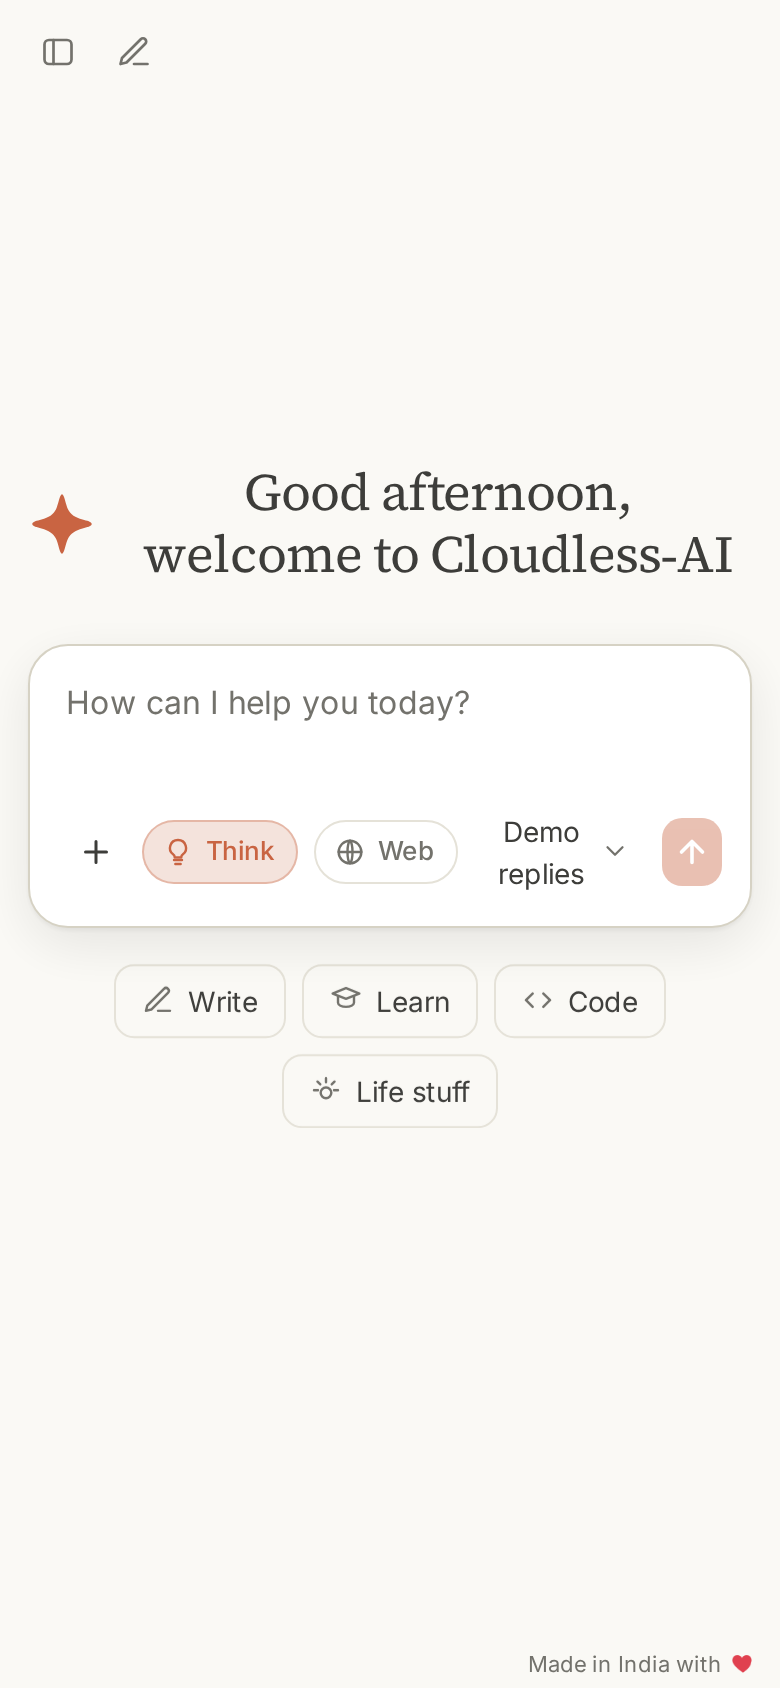 Good afternoon,
welcome to Cloudless-AI
How can I help you today?
Think
Web
Demo
replies
Write
Learn
Code
Life stuff
Made in India with